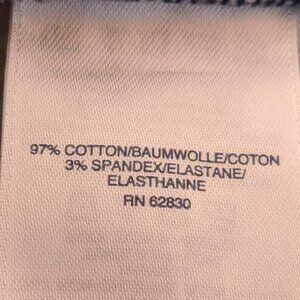 97% COTTON/BAUMWOLLE/COTON
3% SPANDEX/ELASTANE/
ELASTHANNE
RN 62830